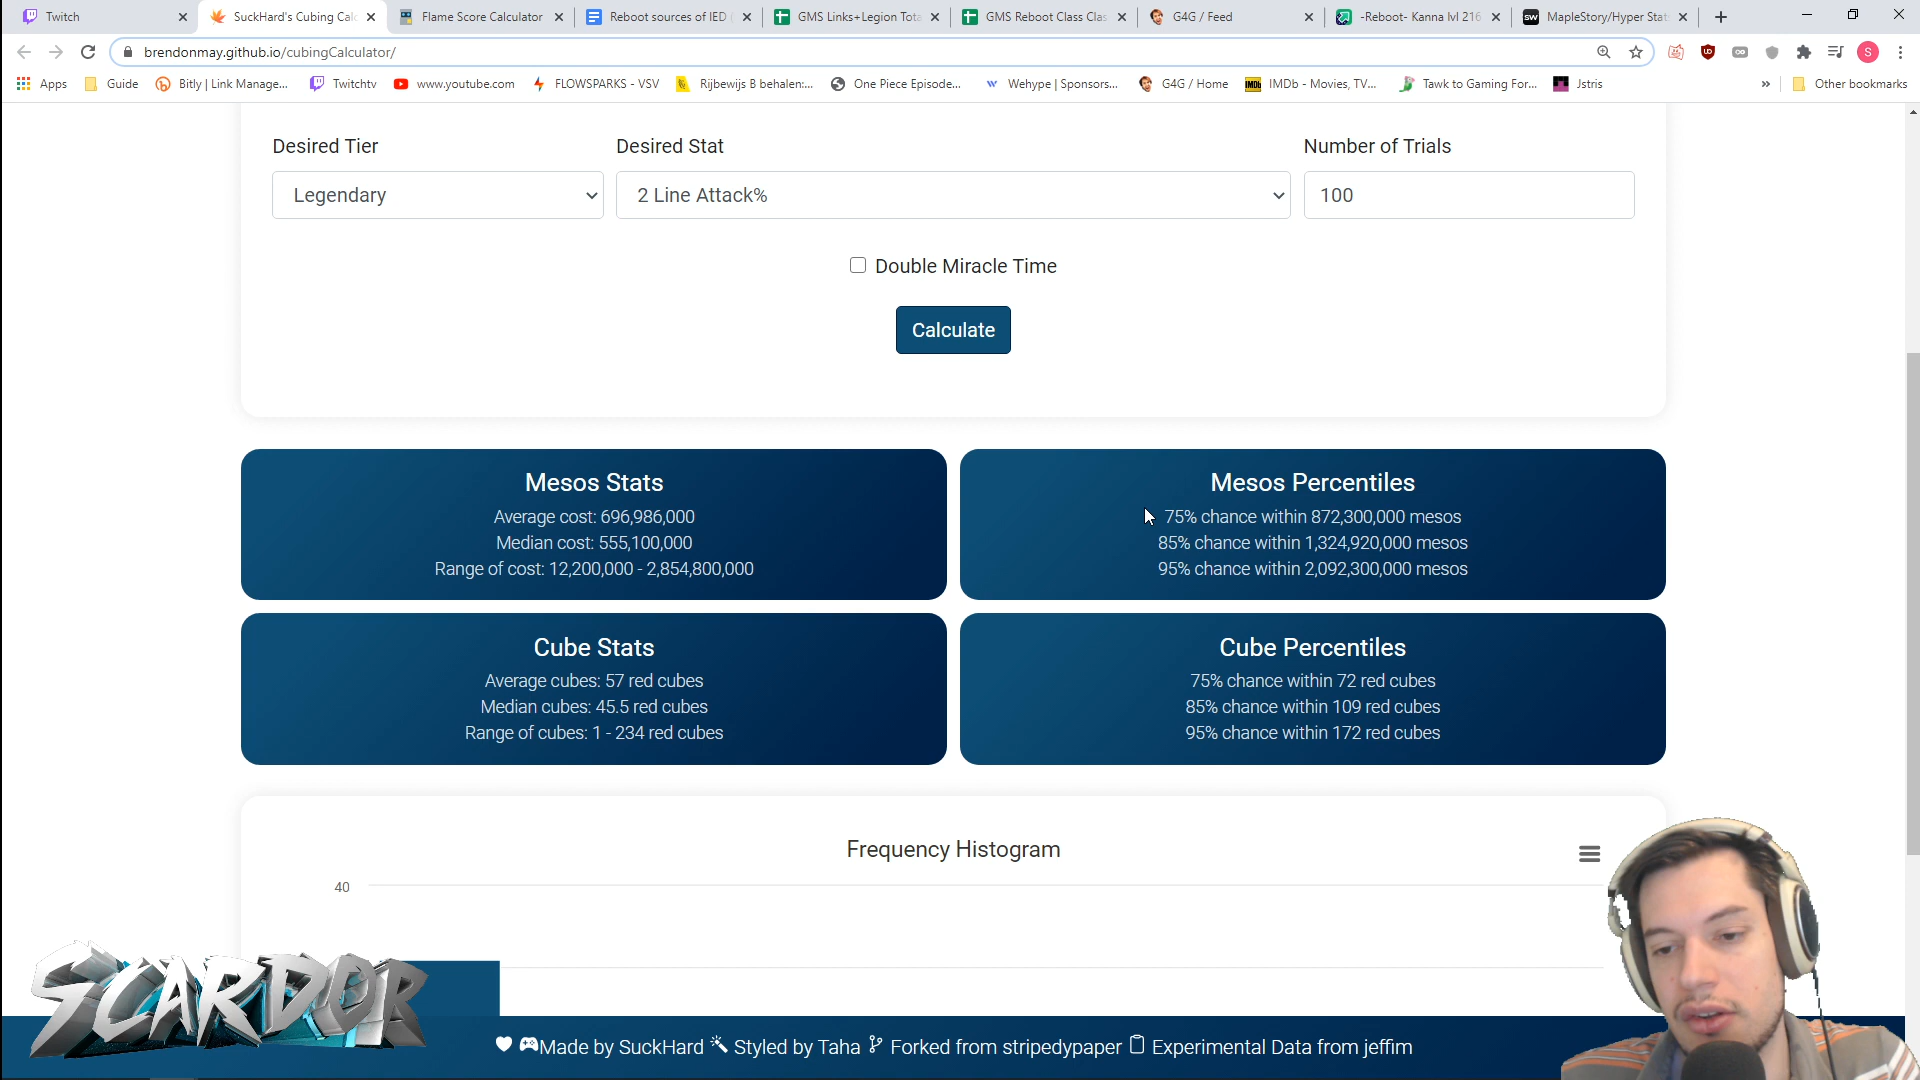 Twitch
SuckHard's Cubing Calc
Flame Score Calculator
Reboot sources of IED (
GMS Links+Legion Tota
GMS Reboot Class Clas
G4G / Feed
-Reboot- Kanna lvl 216
MapleStory/Hyper Stat
brendonmay.github.io/cubingCalculator/
S
Apps
Guide
Bitly | Link Manage...
Twitchtv
www.youtube.com
FLOWSPARKS - VSV
Rijbewijs B behalen:...
One Piece Episode...
Wehype | Sponsors...
G4G / Home
IMDb - Movies, TV...
Tawk to Gaming For...
Jstris
»
Other bookmarks
Desired Tier
Desired Stat
Number of Trials
Legendary
2 Line Attack%
100
Double Miracle Time
Calculate
Mesos Stats
Average cost: 696,986,000
Median cost: 555,100,000
Range of cost: 12,200,000 - 2,854,800,000
Mesos Percentiles
75% chance within 872,300,000 mesos
85% chance within 1,324,920,000 mesos
95% chance within 2,092,300,000 mesos
Cube Stats
Average cubes: 57 red cubes
Median cubes: 45.5 red cubes
Range of cubes: 1 - 234 red cubes
Cube Percentiles
75% chance within 72 red cubes
85% chance within 109 red cubes
95% chance within 172 red cubes
Frequency Histogram
40
SCARDOR
Made by SuckHard Styled by Taha Forked from stripedypaper Experimental Data from jeffim